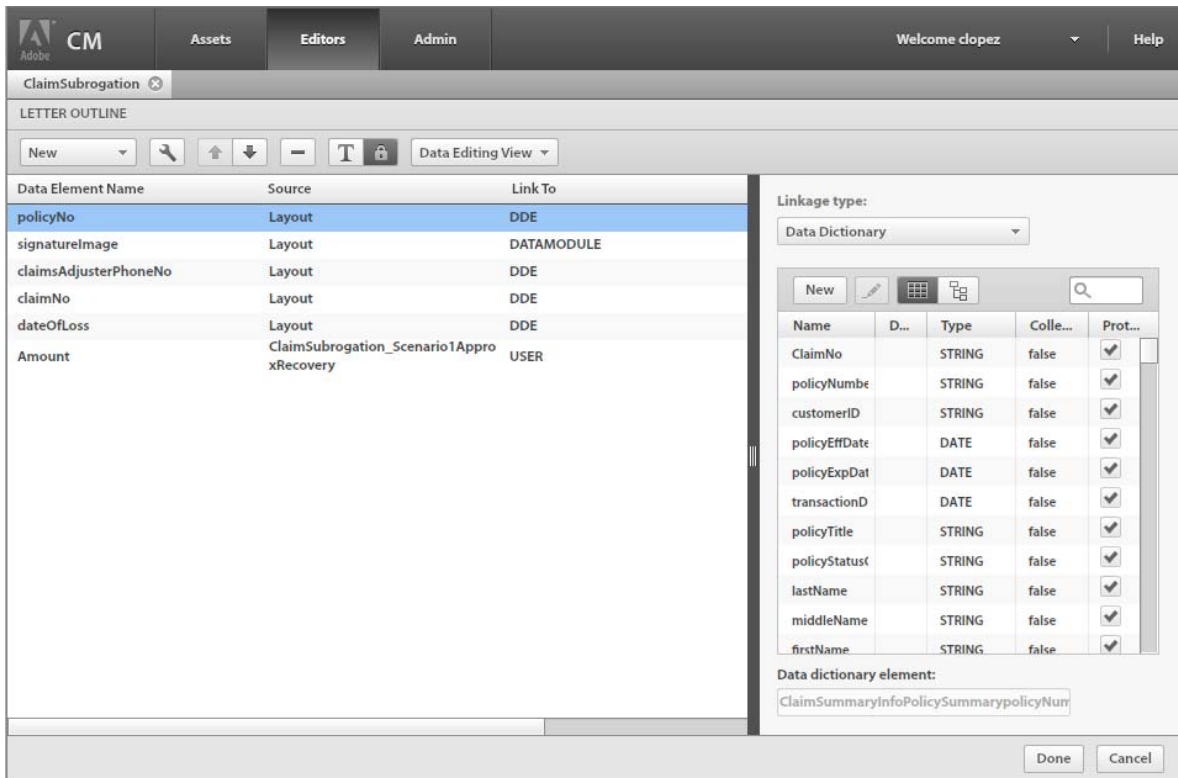 Adobe CM Assets Editors Admin Welcome clopez Help
ClaimSubrogation
LETTER OUTLINE
New T Data Editing View
Data Element Name Source Link To
policyNo Layout DDE
signatureImage Layout DATAMODULE
claimsAdjusterPhoneNo Layout DDE
claimNo Layout DDE
dateOfLoss Layout DDE
Amount ClaimSubrogation_Scenario1Appro
xRecovery USER
Linkage type:
Data Dictionary
New
Name D... Type Colle... Prot...
ClaimNo STRING false
policyNumbe STRING false
customerID STRING false
policyEffDate DATE false
policyExpDat DATE false
transactionD DATE false
policyTitle STRING false
policyStatusC STRING false
lastName STRING false
middleName STRING false
firstName STRING false
Data dictionary element:
ClaimSummaryInfoPolicySummarypolicyNum
Done Cancel